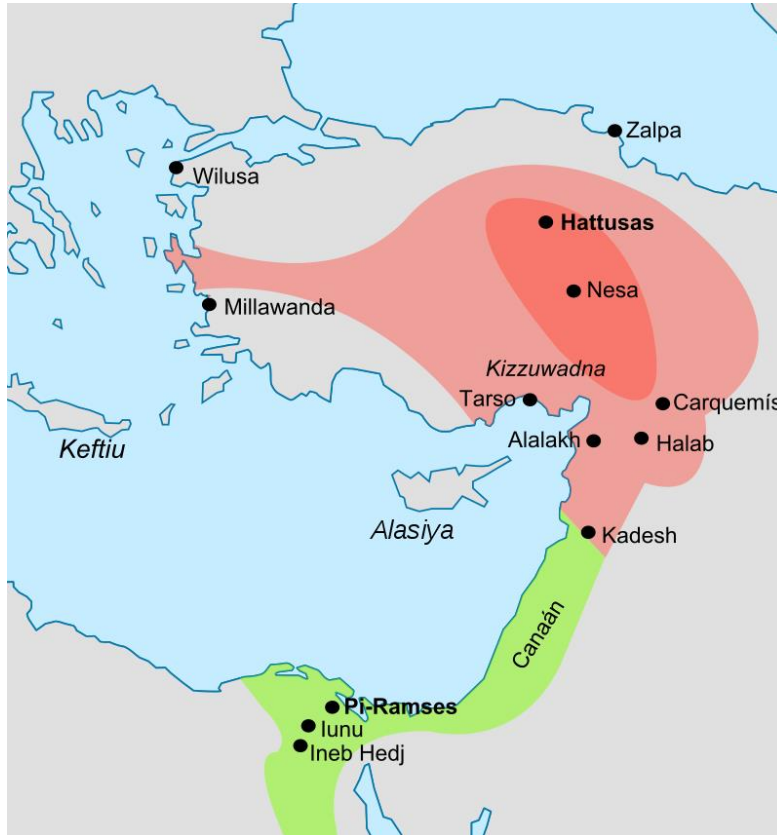 Zalpa
Wilusa
Hattusas
Nesa
Millawanda
Kizzuwadna
Tarso
Carquemís
Keftiu
Alalakh
Halab
Alasiya
Kadesh
Canaán
Pi-Ramses
Iunu
Ineb Hedj